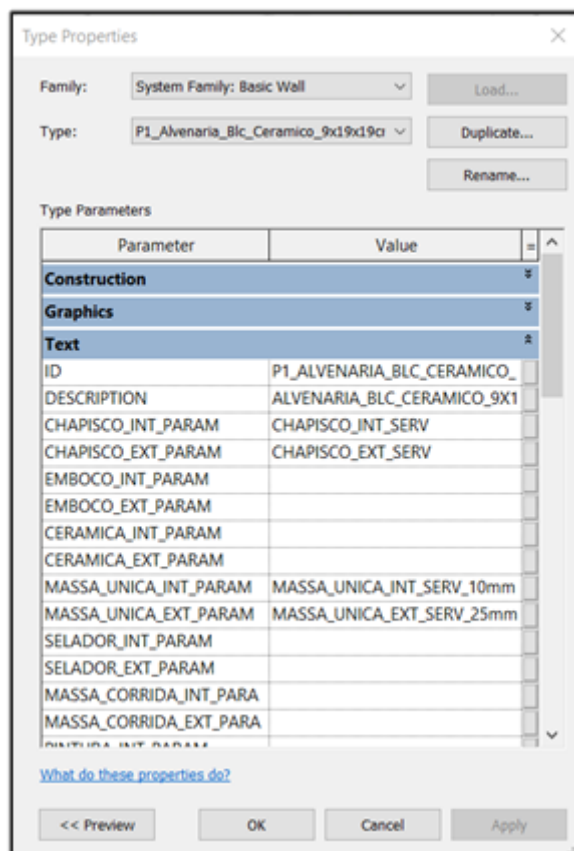 Type Properties
Family: System Family: Basic Wall Load...
Type: P1_Alvenaria_Blc_Ceramico_9x19x19c Duplicate...
Rename...
Type Parameters
Parameter Value =
Construction
Graphics
Text
ID P1_ALVENARIA_BLC_CERAMICO_
DESCRIPTION ALVENARIA_BLC_CERAMICO_9X1
CHAPISCO_INT_PARAM CHAPISCO_INT_SERV
CHAPISCO_EXT_PARAM CHAPISCO_EXT_SERV
EMBOCO_INT_PARAM
EMBOCO_EXT_PARAM
CERAMICA_INT_PARAM
CERAMICA_EXT_PARAM
MASSA_UNICA_INT_PARAM MASSA_UNICA_INT_SERV_10mm
MASSA_UNICA_EXT_PARAM MASSA_UNICA_EXT_SERV_25mm
SELADOR_INT_PARAM
SELADOR_EXT_PARAM
MASSA_CORRIDA_INT_PARA
MASSA_CORRIDA_EXT_PARA
PINTURA_INT_PARAM
What do these properties do?
<< Preview OK Cancel Apply